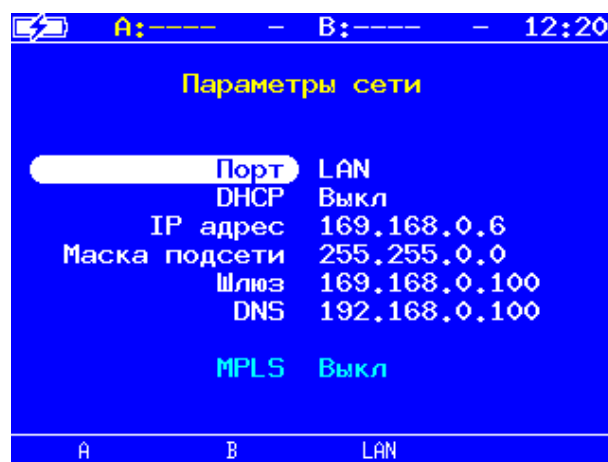 A:---- - B:---- - 12:20
Параметры сети
Порт LAN
DHCP Выкл
IP адрес 169.168.0.6
Маска подсети 255.255.0.0
Шлюз 169.168.0.100
DNS 192.168.0.100
MPLS Выкл
A B LAN